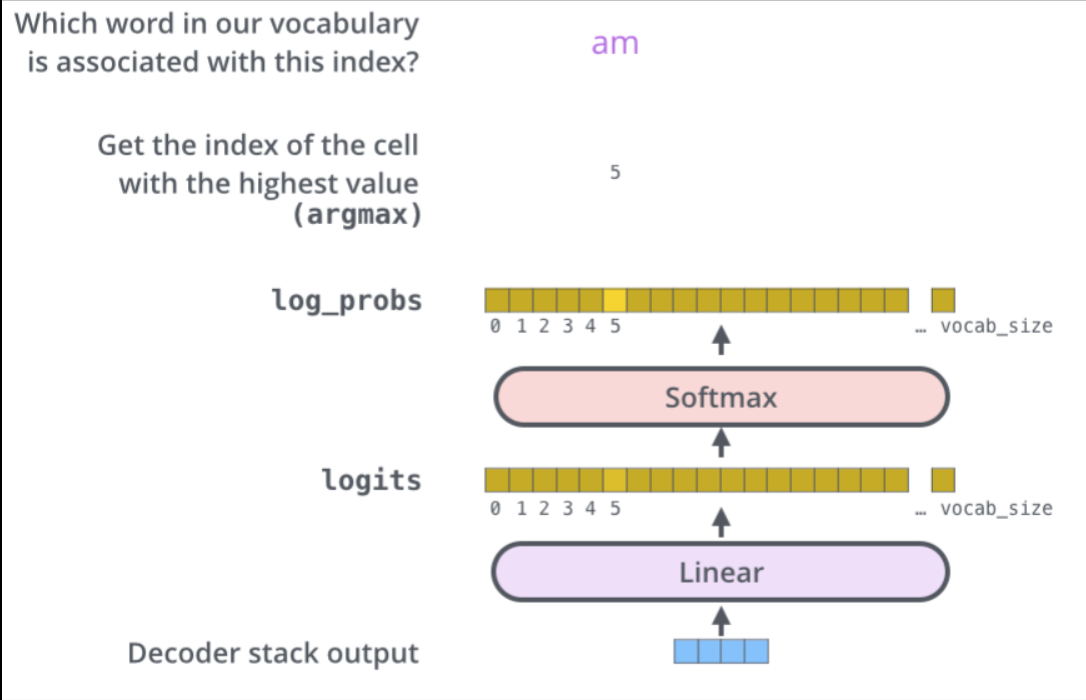 Which word in our vocabulary
is associated with this index?
am
Get the index of the cell
with the highest value
(argmax)
5
log_probs
0 1 2 3 4 5 … vocab_size
Softmax
logits
0 1 2 3 4 5 … vocab_size
Linear
Decoder stack output